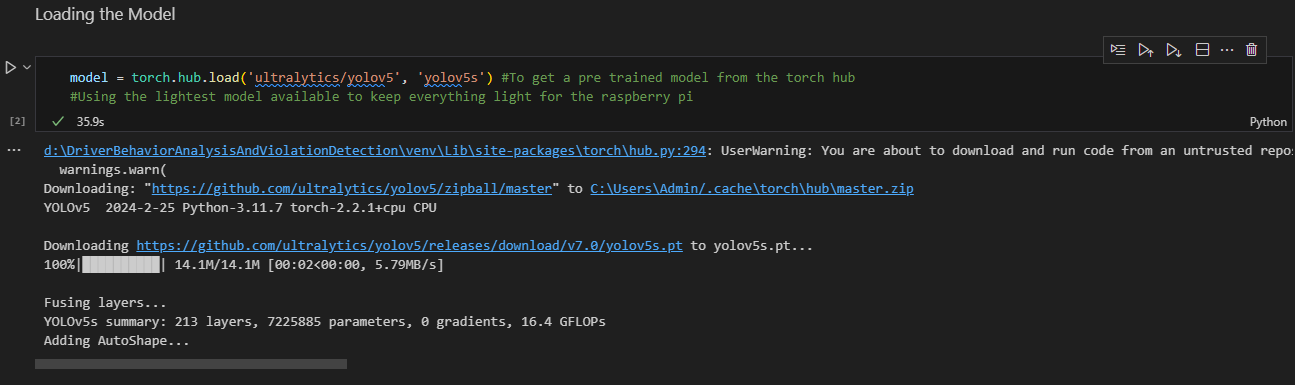 Loading the Model
model = torch.hub.load('ultralytics/yolov5', 'yolov5s') #To get a pre trained model from the torch hub
#Using the lightest model available to keep everything light for the raspberry pi
[2] 35.9s Python
d:\DriverBehaviorAnalysisAndViolationDetection\venv\Lib\site-packages\torch\hub.py:294: UserWarning: You are about to download and run code from an untrusted repo
warnings.warn(
Downloading: "https://github.com/ultralytics/yolov5/zipball/master" to C:\Users\Admin/.cache\torch\hub\master.zip
YOLOv5 2024-2-25 Python-3.11.7 torch-2.2.1+cpu CPU
Downloading https://github.com/ultralytics/yolov5/releases/download/v7.0/yolov5s.pt to yolov5s.pt...
100%|██████████| 14.1M/14.1M [00:02<00:00, 5.79MB/s]
Fusing layers...
YOLOv5s summary: 213 layers, 7225885 parameters, 0 gradients, 16.4 GFLOPs
Adding AutoShape...